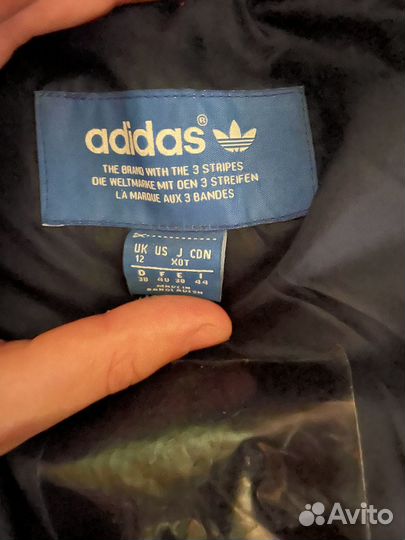 adidas®
THE BRAND WITH THE 3 STRIPES
DIE WELTMARKE MIT DEN 3 STREIFEN
LA MARQUE AUX 3 BANDES
UK US J CDN
12 XOT
D F E I
38 40 38 44
MADE IN
BANGLADESH
Avito